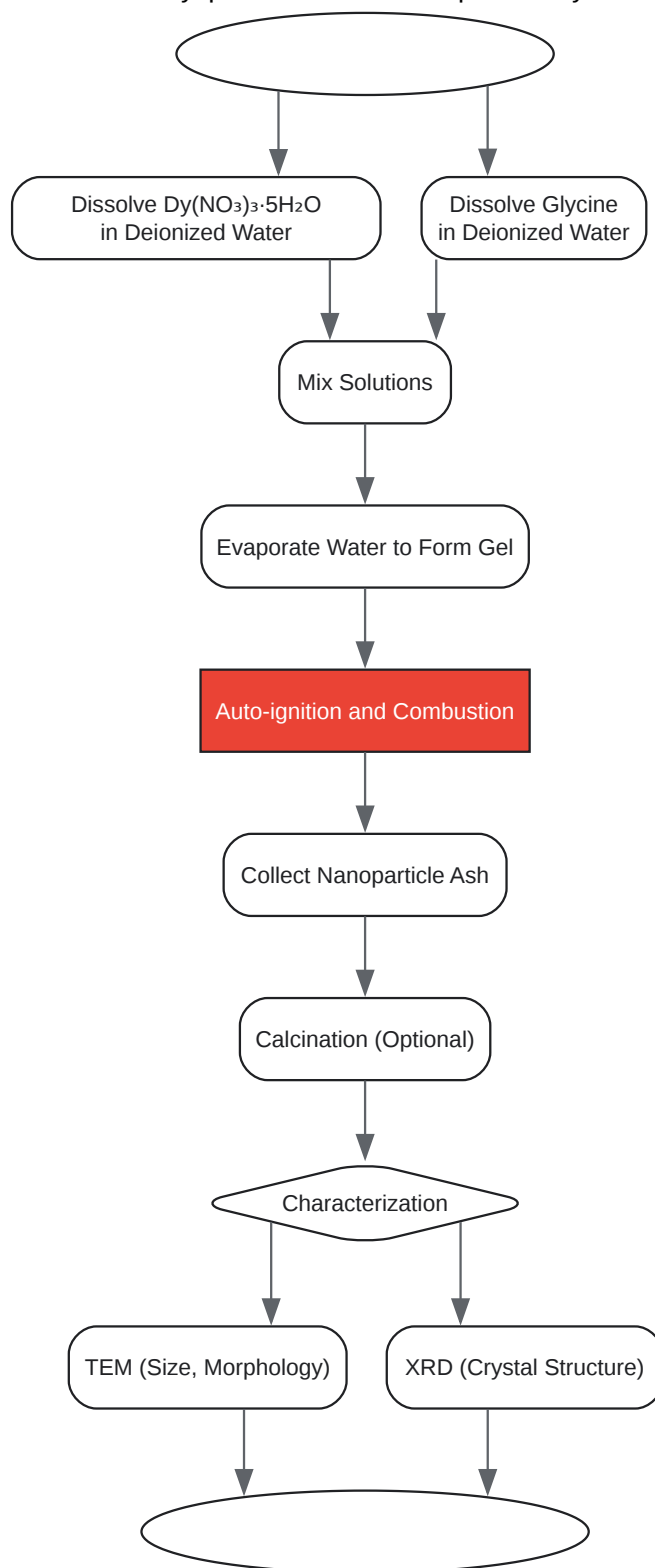 Dissolve Dy(NO₃)₃·5H₂O
in Deionized Water
Dissolve Glycine
in Deionized Water
Mix Solutions
Evaporate Water to Form Gel
Auto-ignition and Combustion
Collect Nanoparticle Ash
Calcination (Optional)
Characterization
TEM (Size, Morphology)
XRD (Crystal Structure)